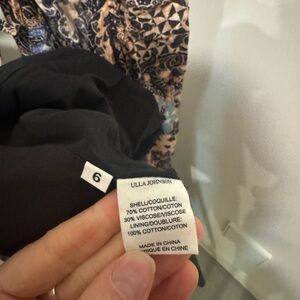 6
ULLA JOHNSON
SHELL/COQUILLE:
70% COTTON/COTON
30% VISCOSE/VISCOSE
LINING/DOUBLURE:
100% COTTON/COTON
MADE IN CHINA
RIQUÉ EN CHINE